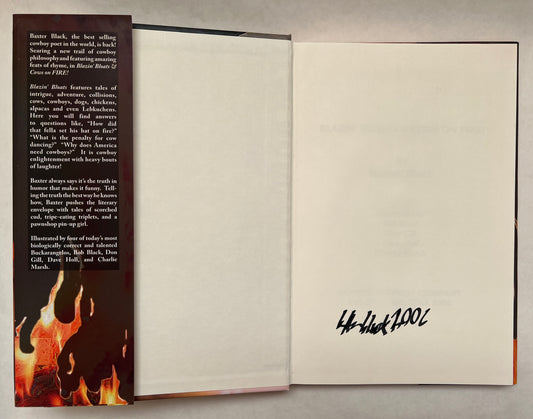 Baxter Black, the best selling
cowboy poet in the world, is back!
Searing a new trail of cowboy
philosophy and featuring amazing
feats of rhyme, in Blazin' Bloats &
Cows on FIRE!
Blazin' Bloats features tales of
intrigue, adventure, collisions,
cows, cowboys, dogs, chickens,
alpacas and even Lebkuchens.
Here you will find answers
to questions like, "How did
that fella set his hat on fire?"
"What is the penalty for cow
dancing?" "Why does America
need cowboys?" It is cowboy
enlightenment with heavy bouts
of laughter!
Baxter always says it's the truth in
humor that makes it funny. Tell-
ing the truth the best way he knows
how, Baxter pushes the literary
envelope with tales of scorched
cud, tripe-eating triplets, and a
pawnshop pin-up girl.
Illustrated by four of today's most
biologically correct and talented
Buckarangelos, Bob Black, Don
Gill, Dave Holl, and Charlie
Marsh.